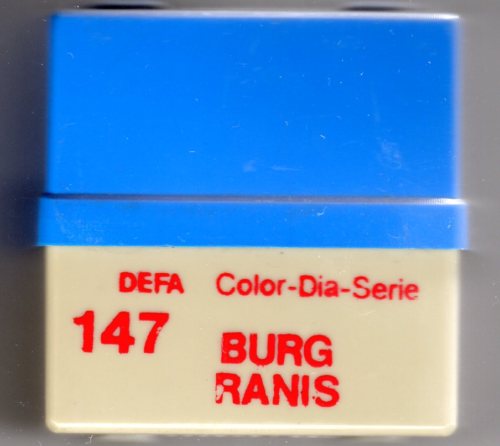 DEFA Color-Dia-Serie
147 BURG
RANIS